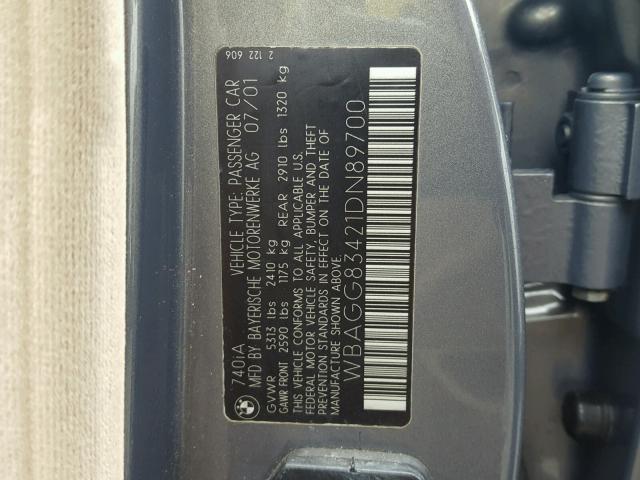 2 122 606
740iA VEHICLE TYPE: PASSENGER CAR
MFD BY BAYERISCHE MOTORENWERKE AG 07/01
GVWR 5313 lbs 2410 kg
GAWR FRONT 2590 lbs 1175 kg REAR 2910 lbs 1320 kg
THIS VEHICLE CONFORMS TO ALL APPLICABLE U.S.
FEDERAL MOTOR VEHICLE SAFETY, BUMPER AND THEFT
PREVENTION STANDARDS IN EFFECT ON THE DATE OF
MANUFACTURE SHOWN ABOVE.
WBAGG83421DN89700